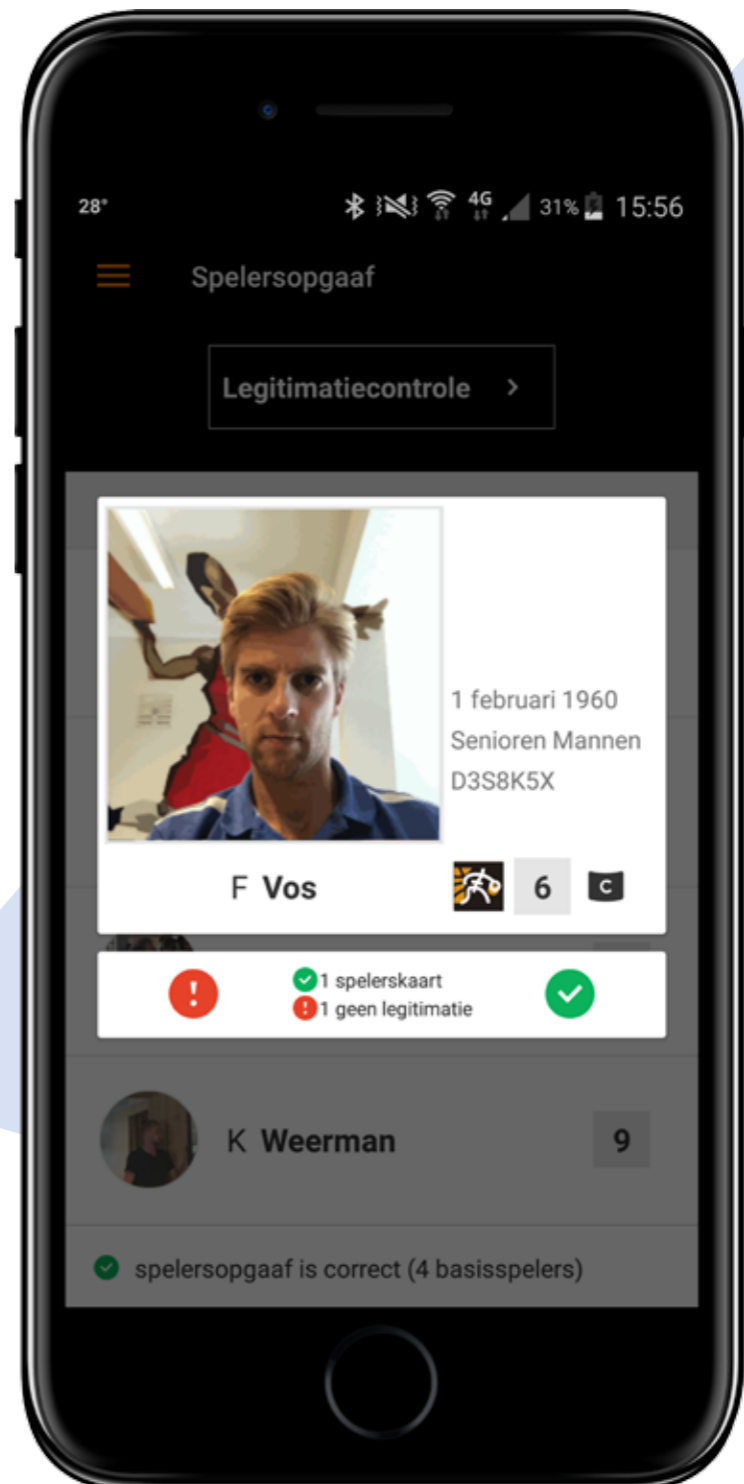 28° 4G 31% 15:56
Spelersopgaaf
Legitimatiecontrole >
1 februari 1960
Senioren Mannen
D3S8K5X
F Vos 6 C
1 spelerskaart
1 geen legitimatie
K Weerman 9
spelersopgaaf is correct (4 basisspelers)